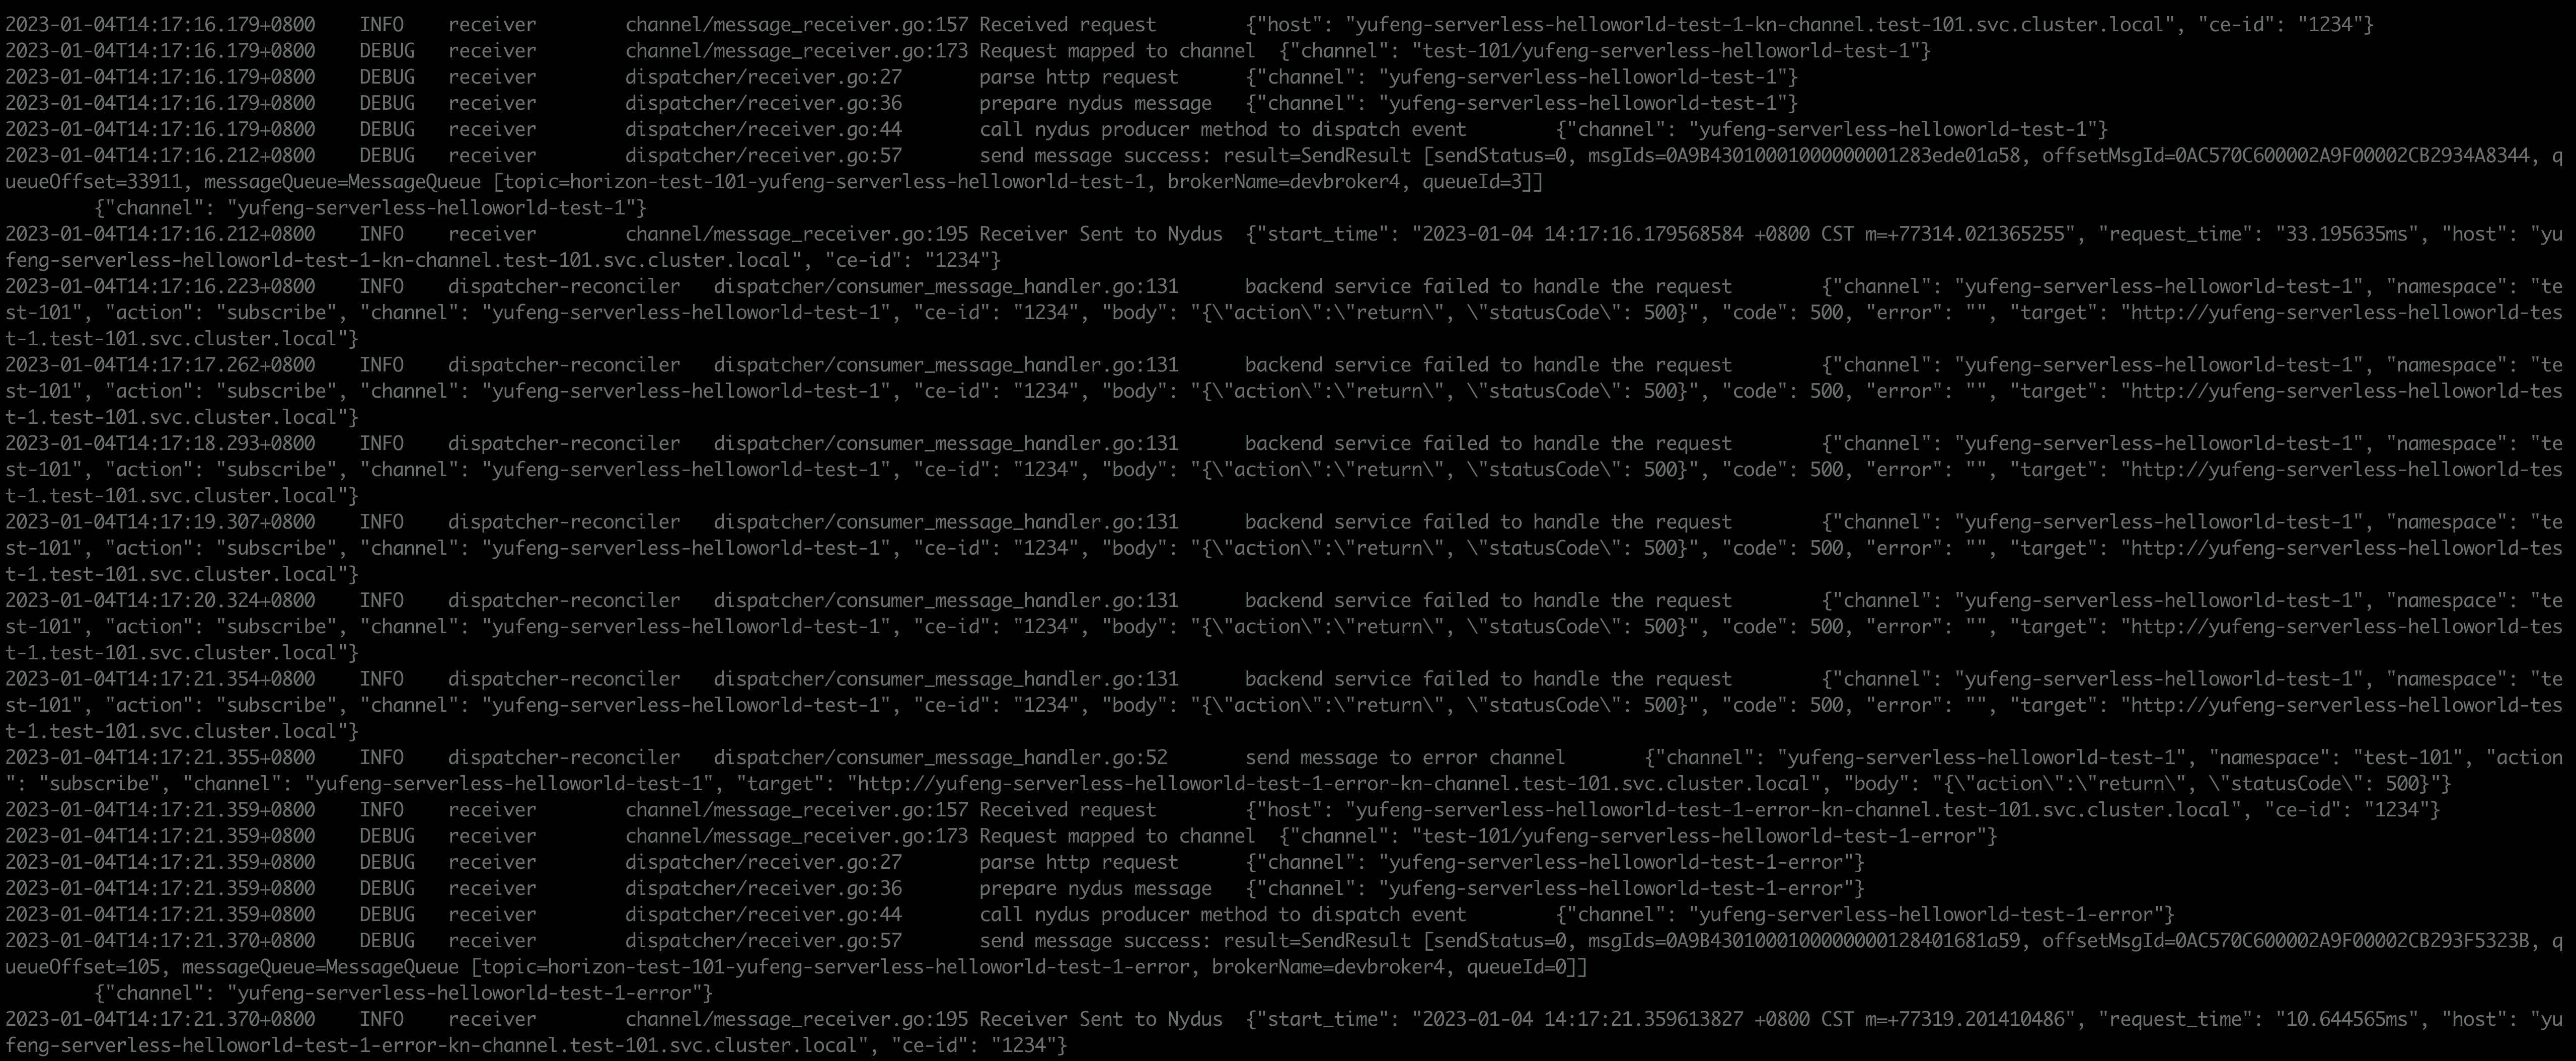 2023-01-04T14:17:16.179+0800 INFO receiver channel/message_receiver.go:157 Received request {"host": "yufeng-serverless-helloworld-test-1-kn-channel.test-101.svc.cluster.local", "ce-id": "1234"}
2023-01-04T14:17:16.179+0800 DEBUG receiver channel/message_receiver.go:173 Request mapped to channel {"channel": "test-101/yufeng-serverless-helloworld-test-1"}
2023-01-04T14:17:16.179+0800 DEBUG receiver dispatcher/receiver.go:27 parse http request {"channel": "yufeng-serverless-helloworld-test-1"}
2023-01-04T14:17:16.179+0800 DEBUG receiver dispatcher/receiver.go:36 prepare nydus message {"channel": "yufeng-serverless-helloworld-test-1"}
2023-01-04T14:17:16.179+0800 DEBUG receiver dispatcher/receiver.go:44 call nydus producer method to dispatch event {"channel": "yufeng-serverless-helloworld-test-1"}
2023-01-04T14:17:16.212+0800 DEBUG receiver dispatcher/receiver.go:57 send message success: result=SendResult [sendStatus=0, msgIds=0A9B43010001000000001283ede01a58, offsetMsgId=0AC570C600002A9F00002CB2934A8344, q
ueueOffset=33911, messageQueue=MessageQueue [topic=horizon-test-101-yufeng-serverless-helloworld-test-1, brokerName=devbroker4, queueId=3]]
{"channel": "yufeng-serverless-helloworld-test-1"}
2023-01-04T14:17:16.212+0800 INFO receiver channel/message_receiver.go:195 Receiver Sent to Nydus {"start_time": "2023-01-04 14:17:16.179568584 +0800 CST m=+77314.021365255", "request_time": "33.195635ms", "host": "yu
feng-serverless-helloworld-test-1-kn-channel.test-101.svc.cluster.local", "ce-id": "1234"}
2023-01-04T14:17:16.223+0800 INFO dispatcher-reconciler dispatcher/consumer_message_handler.go:131 backend service failed to handle the request {"channel": "yufeng-serverless-helloworld-test-1", "namespace": "te
st-101", "action": "subscribe", "channel": "yufeng-serverless-helloworld-test-1", "ce-id": "1234", "body": "{\"action\":\"return\", \"statusCode\": 500}", "code": 500, "error": "", "target": "http://yufeng-serverless-helloworld-tes
t-1.test-101.svc.cluster.local"}
2023-01-04T14:17:17.262+0800 INFO dispatcher-reconciler dispatcher/consumer_message_handler.go:131 backend service failed to handle the request {"channel": "yufeng-serverless-helloworld-test-1", "namespace": "te
st-101", "action": "subscribe", "channel": "yufeng-serverless-helloworld-test-1", "ce-id": "1234", "body": "{\"action\":\"return\", \"statusCode\": 500}", "code": 500, "error": "", "target": "http://yufeng-serverless-helloworld-tes
t-1.test-101.svc.cluster.local"}
2023-01-04T14:17:18.293+0800 INFO dispatcher-reconciler dispatcher/consumer_message_handler.go:131 backend service failed to handle the request {"channel": "yufeng-serverless-helloworld-test-1", "namespace": "te
st-101", "action": "subscribe", "channel": "yufeng-serverless-helloworld-test-1", "ce-id": "1234", "body": "{\"action\":\"return\", \"statusCode\": 500}", "code": 500, "error": "", "target": "http://yufeng-serverless-helloworld-tes
t-1.test-101.svc.cluster.local"}
2023-01-04T14:17:19.307+0800 INFO dispatcher-reconciler dispatcher/consumer_message_handler.go:131 backend service failed to handle the request {"channel": "yufeng-serverless-helloworld-test-1", "namespace": "te
st-101", "action": "subscribe", "channel": "yufeng-serverless-helloworld-test-1", "ce-id": "1234", "body": "{\"action\":\"return\", \"statusCode\": 500}", "code": 500, "error": "", "target": "http://yufeng-serverless-helloworld-tes
t-1.test-101.svc.cluster.local"}
2023-01-04T14:17:20.324+0800 INFO dispatcher-reconciler dispatcher/consumer_message_handler.go:131 backend service failed to handle the request {"channel": "yufeng-serverless-helloworld-test-1", "namespace": "te
st-101", "action": "subscribe", "channel": "yufeng-serverless-helloworld-test-1", "ce-id": "1234", "body": "{\"action\":\"return\", \"statusCode\": 500}", "code": 500, "error": "", "target": "http://yufeng-serverless-helloworld-tes
t-1.test-101.svc.cluster.local"}
2023-01-04T14:17:21.354+0800 INFO dispatcher-reconciler dispatcher/consumer_message_handler.go:131 backend service failed to handle the request {"channel": "yufeng-serverless-helloworld-test-1", "namespace": "te
st-101", "action": "subscribe", "channel": "yufeng-serverless-helloworld-test-1", "ce-id": "1234", "body": "{\"action\":\"return\", \"statusCode\": 500}", "code": 500, "error": "", "target": "http://yufeng-serverless-helloworld-tes
t-1.test-101.svc.cluster.local"}
2023-01-04T14:17:21.355+0800 INFO dispatcher-reconciler dispatcher/consumer_message_handler.go:52 send message to error channel {"channel": "yufeng-serverless-helloworld-test-1", "namespace": "test-101", "action
": "subscribe", "channel": "yufeng-serverless-helloworld-test-1", "target": "http://yufeng-serverless-helloworld-test-1-error-kn-channel.test-101.svc.cluster.local", "body": "{\"action\":\"return\", \"statusCode\": 500}"}
2023-01-04T14:17:21.359+0800 INFO receiver channel/message_receiver.go:157 Received request {"host": "yufeng-serverless-helloworld-test-1-error-kn-channel.test-101.svc.cluster.local", "ce-id": "1234"}
2023-01-04T14:17:21.359+0800 DEBUG receiver channel/message_receiver.go:173 Request mapped to channel {"channel": "test-101/yufeng-serverless-helloworld-test-1-error"}
2023-01-04T14:17:21.359+0800 DEBUG receiver dispatcher/receiver.go:27 parse http request {"channel": "yufeng-serverless-helloworld-test-1-error"}
2023-01-04T14:17:21.359+0800 DEBUG receiver dispatcher/receiver.go:36 prepare nydus message {"channel": "yufeng-serverless-helloworld-test-1-error"}
2023-01-04T14:17:21.359+0800 DEBUG receiver dispatcher/receiver.go:44 call nydus producer method to dispatch event {"channel": "yufeng-serverless-helloworld-test-1-error"}
2023-01-04T14:17:21.370+0800 DEBUG receiver dispatcher/receiver.go:57 send message success: result=SendResult [sendStatus=0, msgIds=0A9B4301000100000000128401681a59, offsetMsgId=0AC570C600002A9F00002CB293F5323B, q
ueueOffset=105, messageQueue=MessageQueue [topic=horizon-test-101-yufeng-serverless-helloworld-test-1-error, brokerName=devbroker4, queueId=0]]
{"channel": "yufeng-serverless-helloworld-test-1-error"}
2023-01-04T14:17:21.370+0800 INFO receiver channel/message_receiver.go:195 Receiver Sent to Nydus {"start_time": "2023-01-04 14:17:21.359613827 +0800 CST m=+77319.201410486", "request_time": "10.644565ms", "host": "yu
feng-serverless-helloworld-test-1-error-kn-channel.test-101.svc.cluster.local", "ce-id": "1234"}